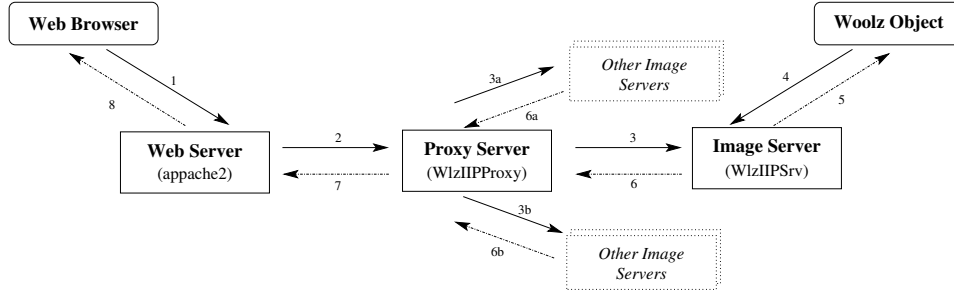 Web Browser
Woolz Object
1
8
3a
Other Image
Servers
6a
4
5
Web Server
(appache2)
2
7
Proxy Server
(WlzIIPProxy)
3
6
Image Server
(WlzIIPSrv)
3b
6b
Other Image
Servers